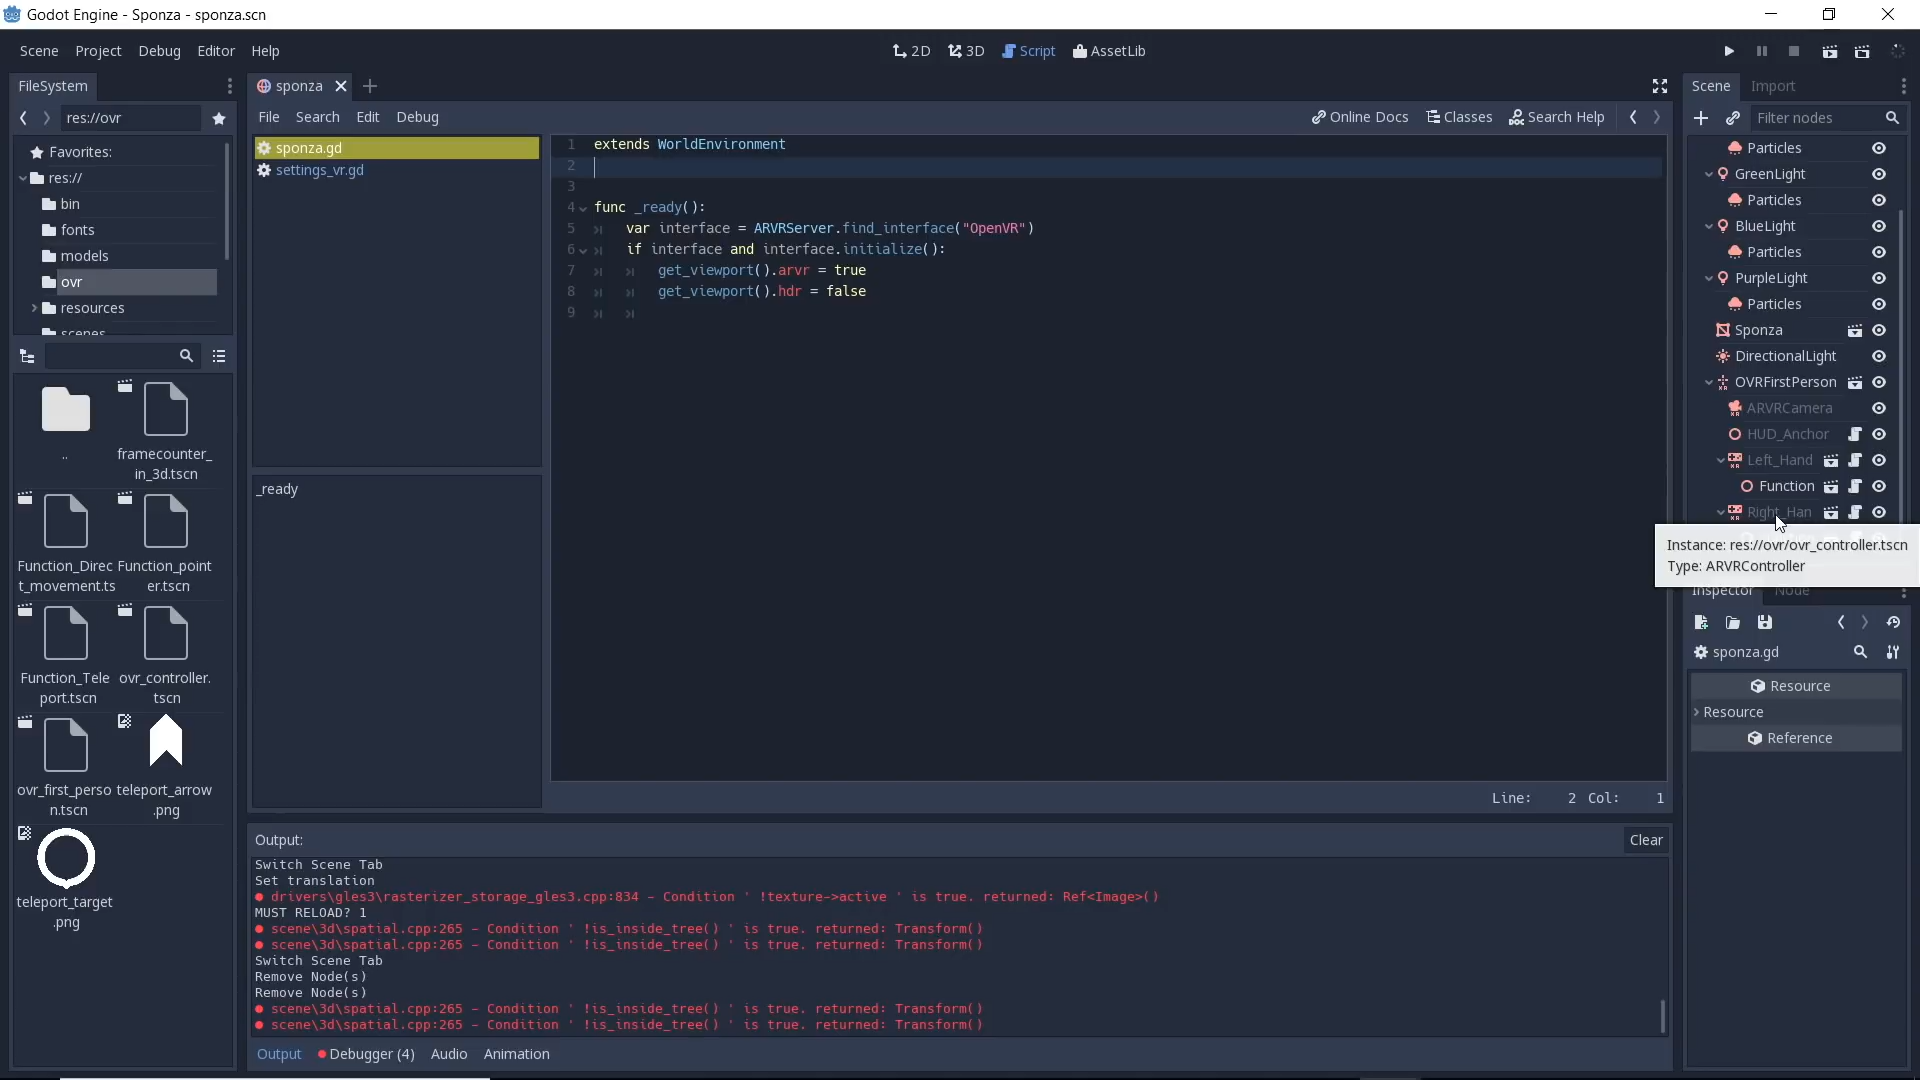 Godot Engine - Sponza - sponza.scn
Scene Project Debug Editor Help
2D 3D Script AssetLib
FileSystem
res://ovr
Favorites:
res://
bin
fonts
models
ovr
resources
scenes
..
framecounter_
in_3d.tscn
Function_Direc
t_movement.ts
Function_point
er.tscn
Function_Tele
port.tscn
ovr_controller.
tscn
ovr_first_perso
n.tscn
teleport_arrow
.png
teleport_target
.png
sponza
File Search Edit Debug
Online Docs Classes Search Help
sponza.gd
settings_vr.gd
_ready
1 extends WorldEnvironment
2
3
4 func _ready():
5 var interface = ARVRServer.find_interface("OpenVR")
6 if interface and interface.initialize():
7 get_viewport().arvr = true
8 get_viewport().hdr = false
9
Line: 2 Col: 1
Output:
Clear
Switch Scene Tab
Set translation
drivers\gles3\rasterizer_storage_gles3.cpp:834 - Condition ' !texture->active ' is true. returned: Ref<Image>()
MUST RELOAD? 1
scene\3d\spatial.cpp:265 - Condition ' !is_inside_tree() ' is true. returned: Transform()
scene\3d\spatial.cpp:265 - Condition ' !is_inside_tree() ' is true. returned: Transform()
Switch Scene Tab
Remove Node(s)
Remove Node(s)
scene\3d\spatial.cpp:265 - Condition ' !is_inside_tree() ' is true. returned: Transform()
scene\3d\spatial.cpp:265 - Condition ' !is_inside_tree() ' is true. returned: Transform()
Output Debugger (4) Audio Animation
Scene Import
Filter nodes
Particles
GreenLight
Particles
BlueLight
Particles
PurpleLight
Particles
Sponza
DirectionalLight
OVRFirstPerson
ARVRCamera
HUD_Anchor
Left_Hand
Function
Right_Han
Instance: res://ovr/ovr_controller.tscn
Type: ARVRController
Inspector Node
sponza.gd
Resource
Resource
Reference